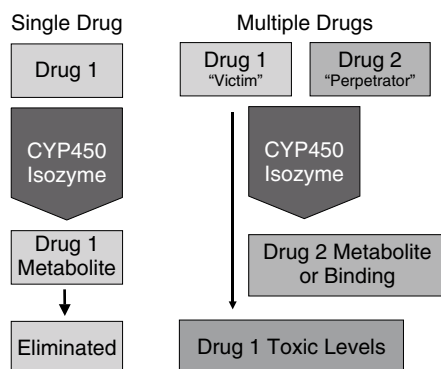 Single Drug
Drug 1
CYP450
Isozyme
Drug 1
Metabolite
Eliminated
Multiple Drugs
Drug 1
“Victim”
Drug 2
“Perpetrator”
CYP450
Isozyme
Drug 2 Metabolite
or Binding
Drug 1 Toxic Levels